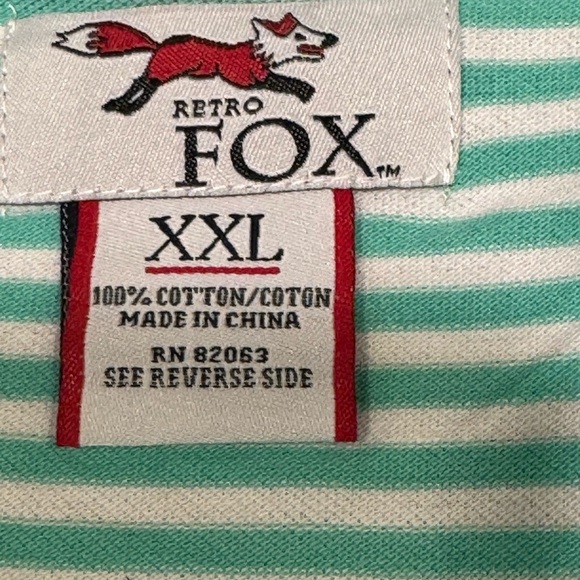 RETRO
FOX™
XXL
100% COTTON/COTON
MADE IN CHINA
RN 82063
SEE REVERSE SIDE